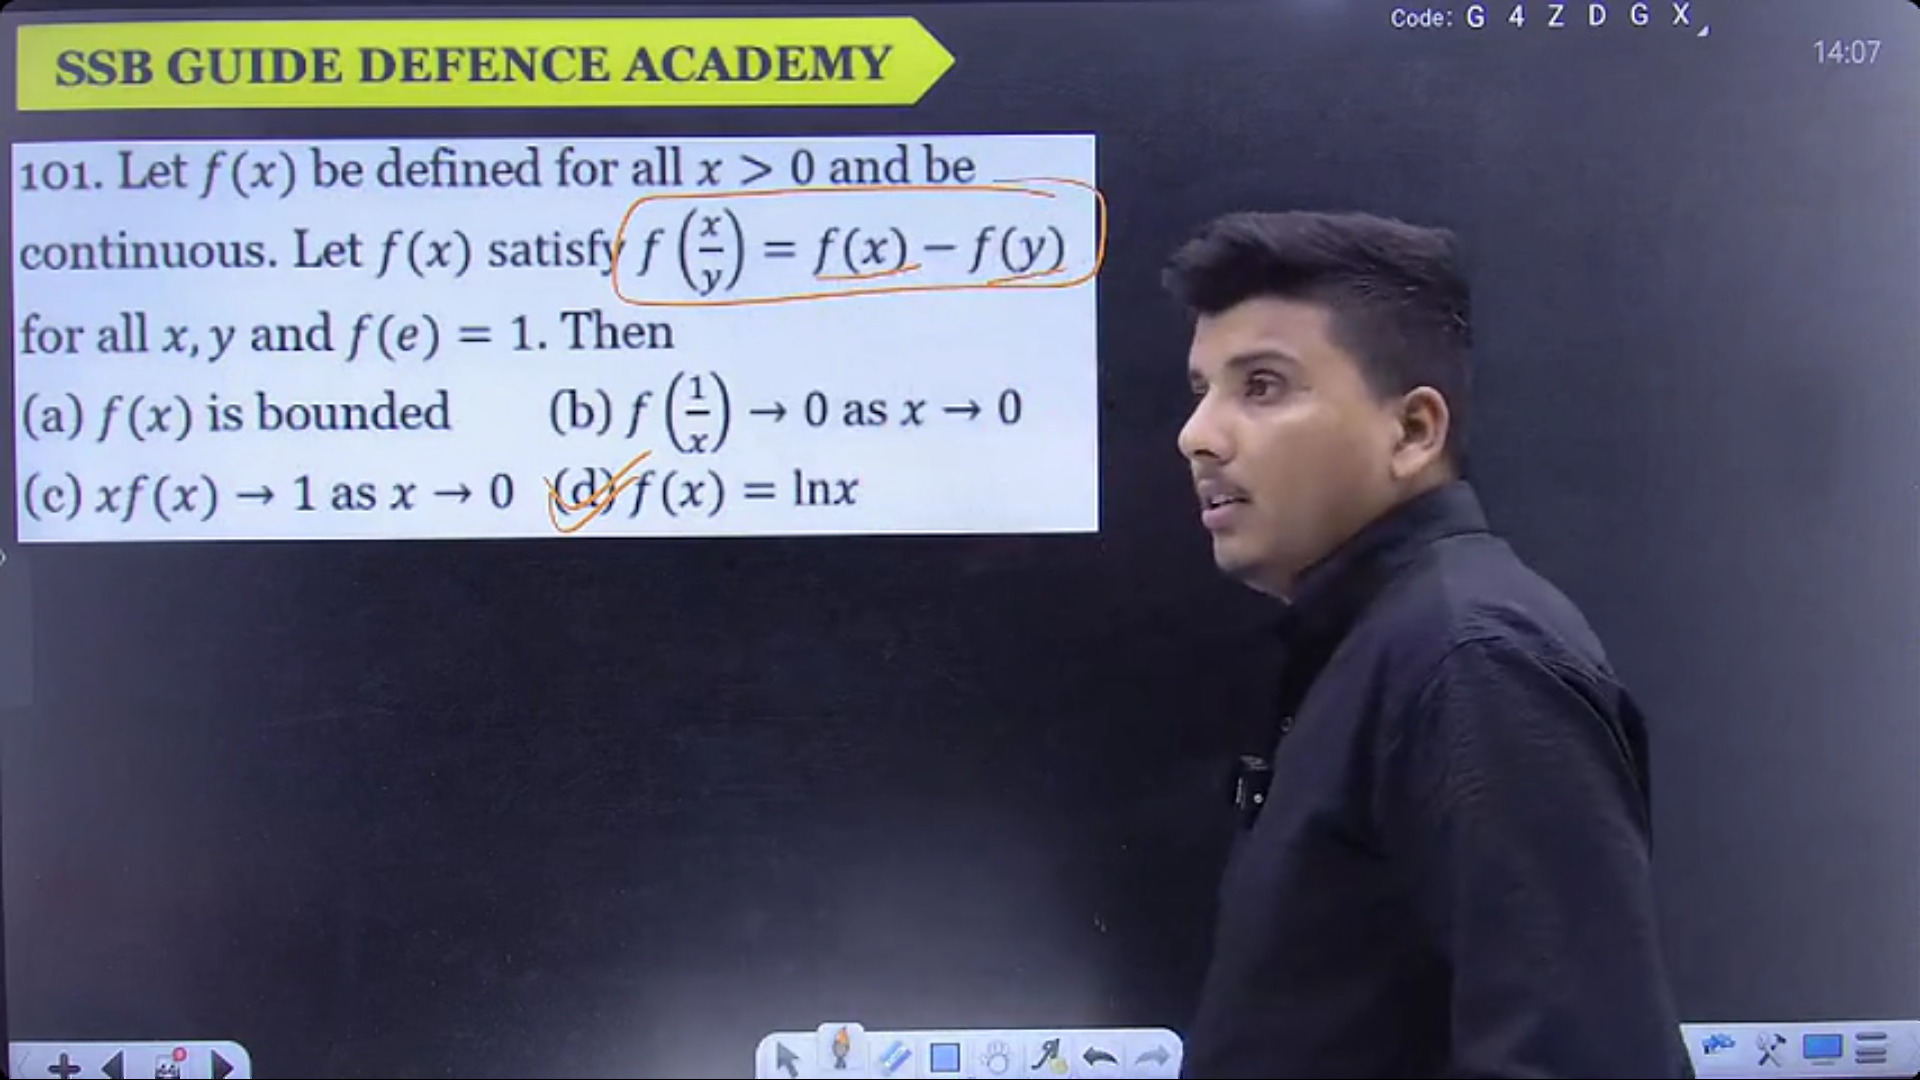 Code: G 4 Z D G X
14:07
SSB GUIDE DEFENCE ACADEMY
101. Let f(x) be defined for all x > 0 and be
continuous. Let f(x) satisfy f(x/y) = f(x) − f(y)
for all x, y and f(e) = 1. Then
(a) f(x) is bounded (b) f(1/x) → 0 as x → 0
(c) xf(x) → 1 as x → 0 (d) f(x) = lnx